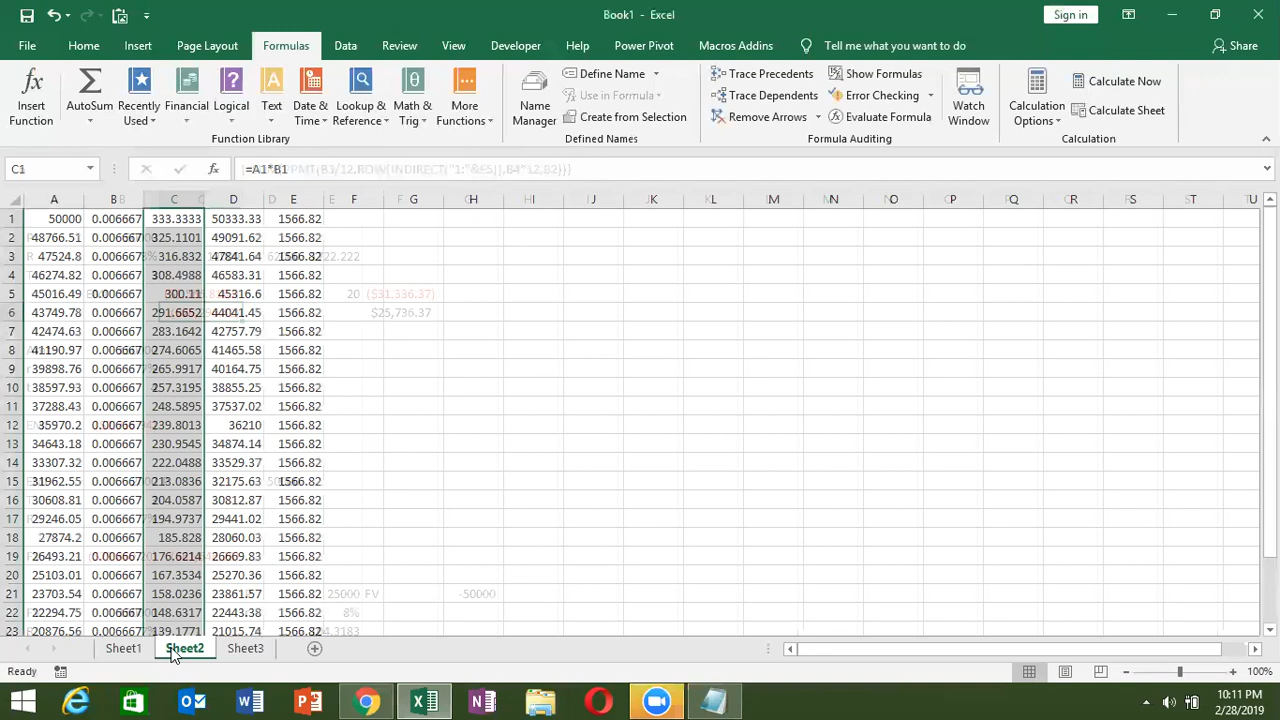 Book1 - Excel
Sign in
File Home Insert Page Layout Formulas Data Review View Developer Help Power Pivot Macros Addins Tell me what you want to do Share
Insert Function
AutoSum
Recently Used
Financial
Logical
Text
Date & Time
Lookup & Reference
Math & Trig
More Functions
Function Library
Name Manager
Define Name
Use in Formula
Create from Selection
Defined Names
Trace Precedents
Trace Dependents
Remove Arrows
Show Formulas
Error Checking
Evaluate Formula
Formula Auditing
Watch Window
Calculation Options
Calculate Now
Calculate Sheet
Calculation
C1 =A1*B1
A B C D E F G H I J K L M N O P Q R S T U
1 50000 0.006667 333.3333 50333.33 1566.82
2 48766.51 0.006667 325.1101 49091.62 1566.82
3 47524.8 0.006667 316.832 47841.64 1566.82
4 46274.82 0.006667 308.4988 46583.31 1566.82
5 45016.49 0.006667 300.11 45316.6 1566.82 20 ($31,336.37)
6 43749.78 0.006667 291.6652 44041.45 1566.82 $25,736.37
7 42474.63 0.006667 283.1642 42757.79 1566.82
8 41190.97 0.006667 274.6065 41465.58 1566.82
9 39898.76 0.006667 265.9917 40164.75 1566.82
10 38597.93 0.006667 257.3195 38855.25 1566.82
11 37288.43 0.006667 248.5895 37537.02 1566.82
12 35970.2 0.006667 239.8013 36210 1566.82
13 34643.18 0.006667 230.9545 34874.14 1566.82
14 33307.32 0.006667 222.0488 33529.37 1566.82
15 31962.55 0.006667 213.0836 32175.63 1566.82
16 30608.81 0.006667 204.0587 30812.87 1566.82
17 29246.05 0.006667 194.9737 29441.02 1566.82
18 27874.2 0.006667 185.828 28060.03 1566.82
19 26493.21 0.006667 176.6214 26669.83 1566.82
20 25103.01 0.006667 167.3534 25270.36 1566.82
21 23703.54 0.006667 158.0236 23861.57 1566.82 25000 FV -50000
22 22294.75 0.006667 148.6317 22443.38 1566.82 8%
23 20876.56 0.006667 139.1771 21015.74 1566.82
Sheet1 Sheet2 Sheet3
Ready 100%
10:11 PM
2/28/2019